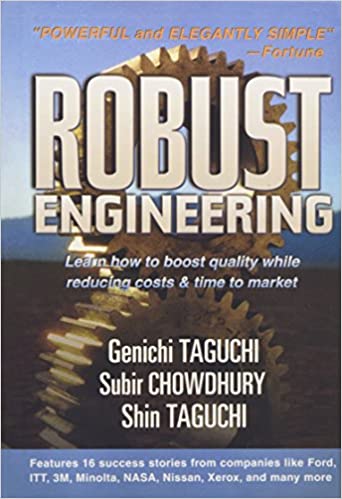 "POWERFUL and ELEGANTLY SIMPLE"
—Fortune
ROBUST
ENGINEERING
Learn how to boost quality while
reducing costs & time to market
Genichi TAGUCHI
Subir CHOWDHURY
Shin TAGUCHI
Features 16 success stories from companies like Ford,
ITT, 3M, Minolta, NASA, Nissan, Xerox, and many more